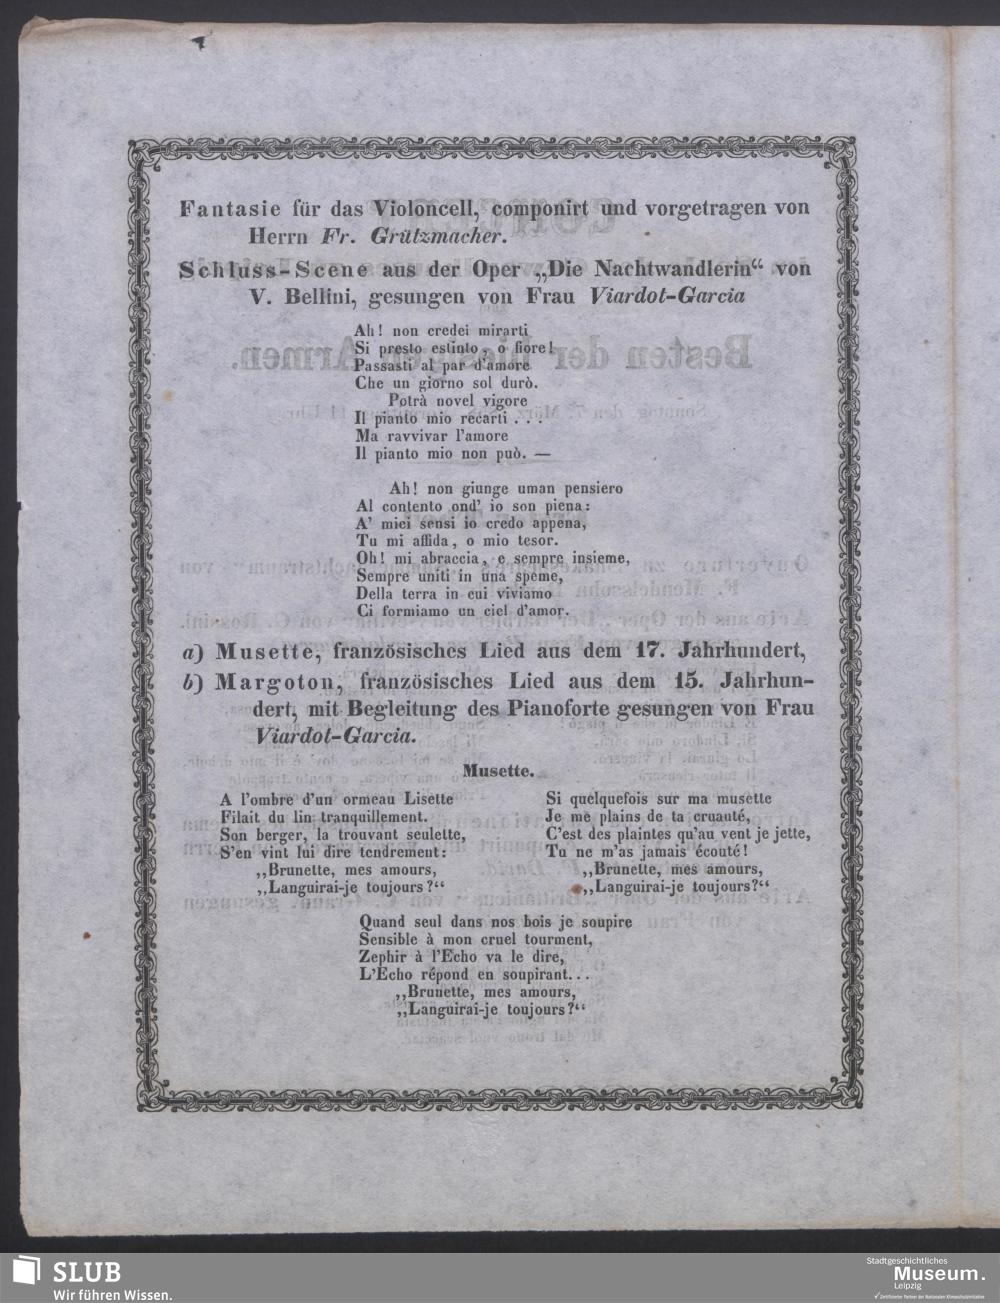 Fantasie für das Violoncell, componirt und vorgetragen von
Herrn Fr. Grützmacher.
Schluss-Scene aus der Oper „Die Nachtwandlerin“ von
V. Bellini, gesungen von Frau Viardot-Garcia
Ah! non credei mirarti
Si presto estinto, o fiore!
Passasti al par d'amore
Che un giorno sol durò.
Potrà novel vigore
Il pianto mio recarti . . .
Ma ravvivar l'amore
Il pianto mio non può. —
Ah! non giunge uman pensiero
Al contento ond' io son piena:
A' miei sensi io credo appena,
Tu mi affida, o mio tesor.
Oh! mi abraccia, e sempre insieme,
Sempre uniti in una speme,
Della terra in cui viviamo
Ci formiamo un ciel d'amor.
a) Musette, französisches Lied aus dem 17. Jahrhundert,
b) Margoton, französisches Lied aus dem 15. Jahrhun-
dert, mit Begleitung des Pianoforte gesungen von Frau
Viardot-Garcia.
Musette.
A l'ombre d'un ormeau Lisette
Filait du lin tranquillement.
Son berger, la trouvant seulette,
S'en vint lui dire tendrement:
,,Brunette, mes amours,
,,Languirai-je toujours?“
Si quelquefois sur ma musette
Je me plains de ta cruauté,
C'est des plaintes qu'au vent je jette,
Tu ne m'as jamais écouté!
,,Brunette, mes amours,
,,Languirai-je toujours?“
Quand seul dans nos bois je soupire
Sensible à mon cruel tourment,
Zephir à l'Echo va le dire,
L'Echo répond en soupirant...
,,Brunette, mes amours,
,,Languirai-je toujours?“
SLUB
Wir führen Wissen.
Stadtgeschichtliches
Museum.
Leipzig
Zertifizierter Partner der Nationalen Klimaschutzinitiative